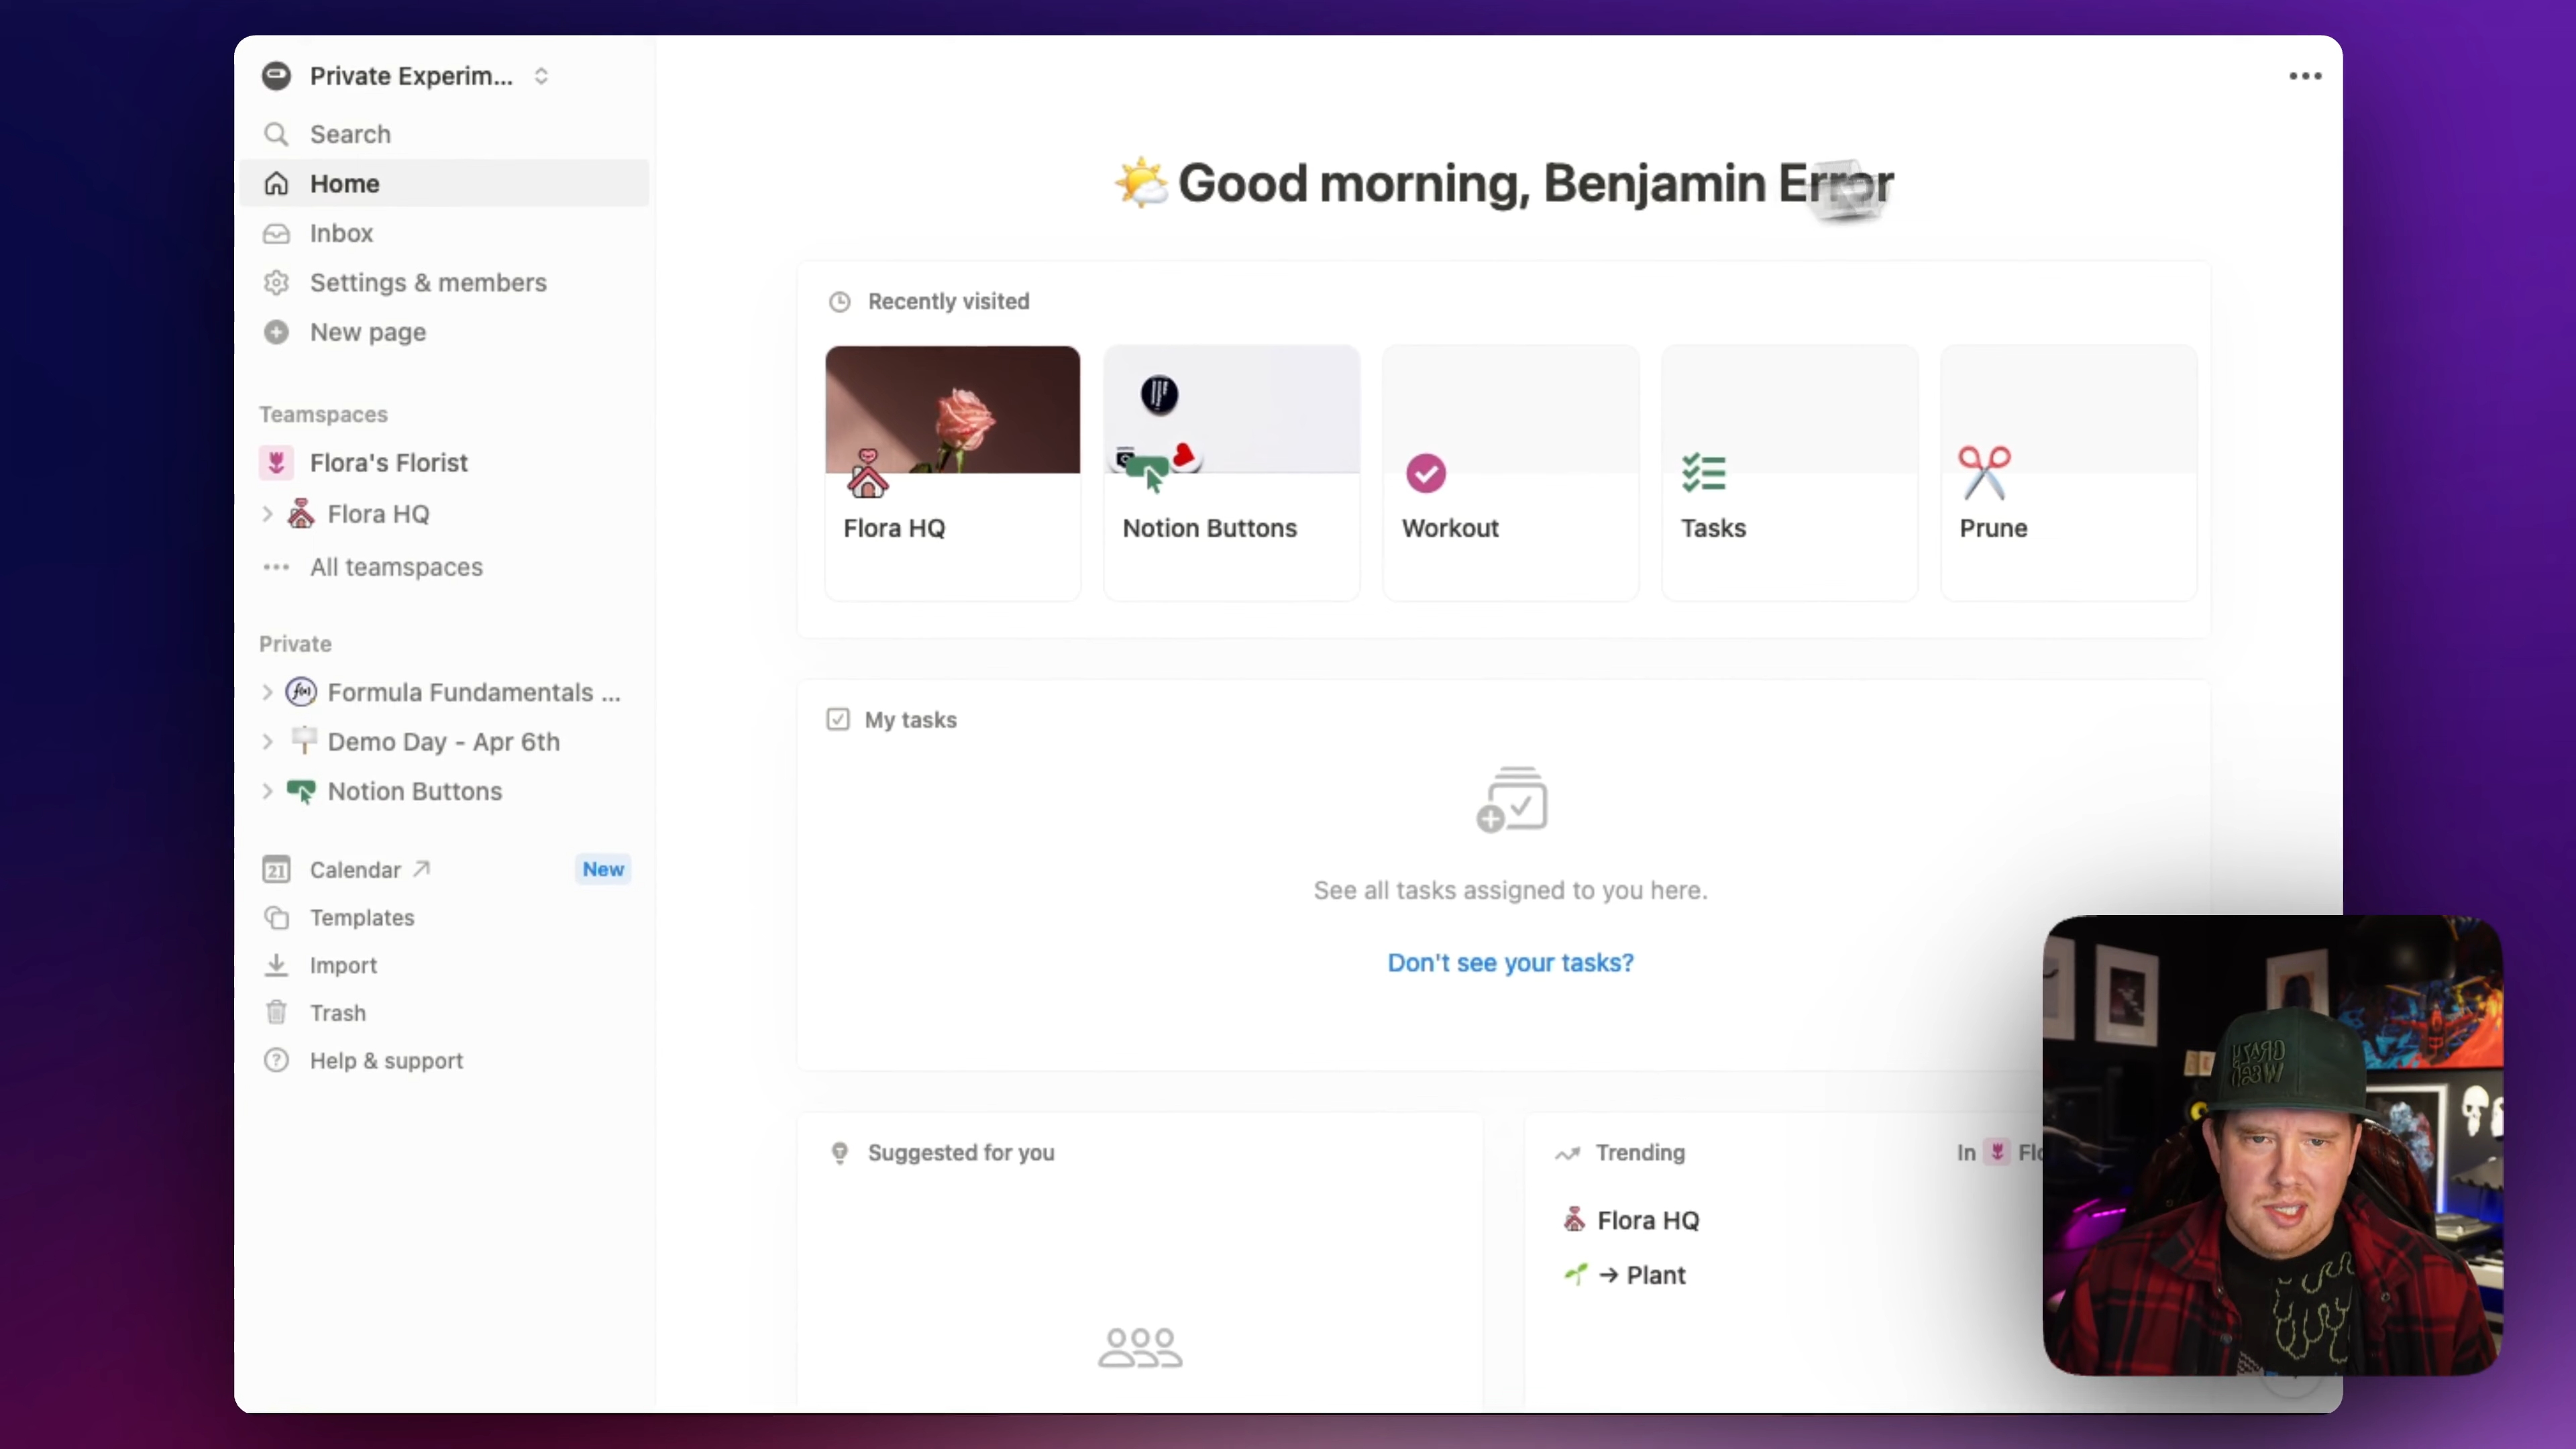 Private Experim...
Search
Home
Inbox
Settings & members
New page
Teamspaces
Flora's Florist
Flora HQ
All teamspaces
Private
Formula Fundamentals ...
Demo Day - Apr 6th
Notion Buttons
21 Calendar ↗ New
Templates
Import
Trash
Help & support
Good morning, Benjamin Error
Recently visited
Flora HQ
Notion Buttons
Workout
Tasks
Prune
My tasks
See all tasks assigned to you here.
Don't see your tasks?
Suggested for you
Trending
In Flo
Flora HQ
→ Plant